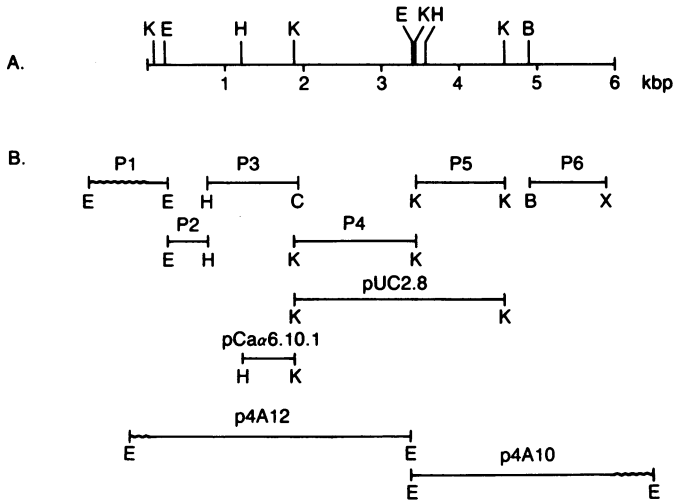 K E H K E K H K B
A.
1 2 3 4 5 6 kbp
B.
P1 P3 P5 P6
E E H C K K B X
P2 P4
E H K K
pUC2.8
K K
pCaα6.10.1
H K
p4A12
E E
p4A10
E E